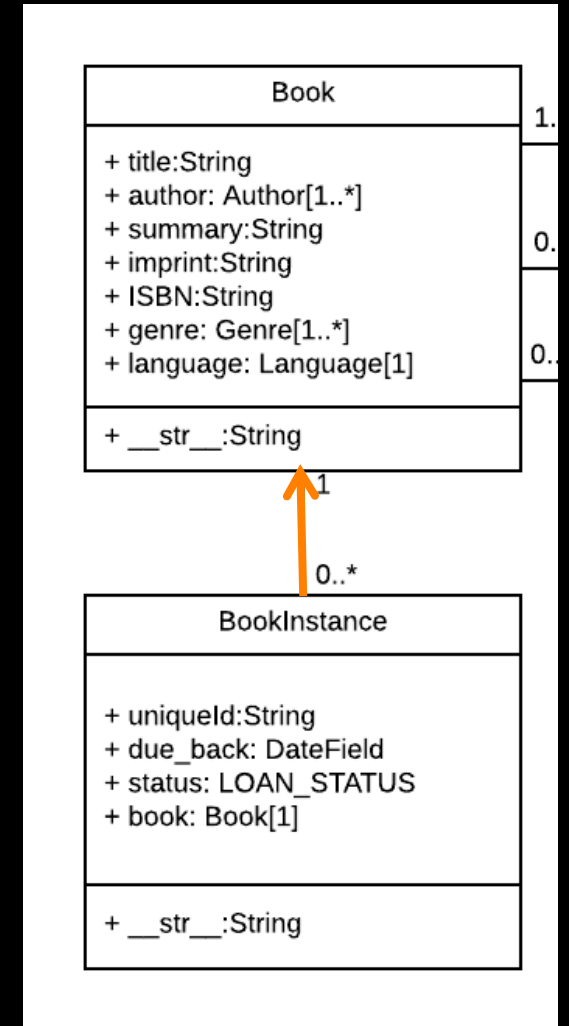 Book
1.
+ title:String
+ author: Author[1..*]
+ summary:String
0.
+ imprint:String
+ ISBN:String
+ genre: Genre[1..*]
0..
+ language: Language[1]
+ __str__:String
1
0..*
BookInstance
+ uniqueId:String
+ due_back: DateField
+ status: LOAN_STATUS
+ book: Book[1]
+ __str__:String